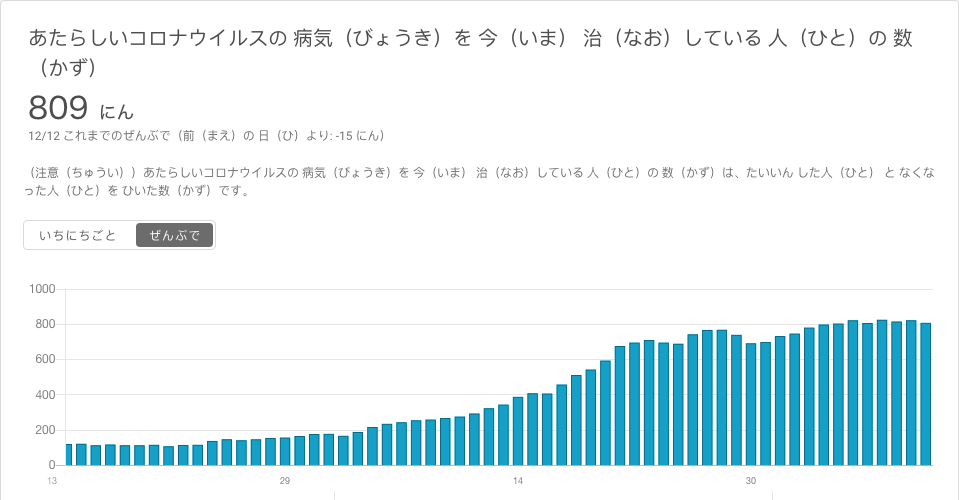 あたらしいコロナウイルスの 病気（びょうき）を 今（いま） 治（なお）している 人（ひと）の 数
（かず）
809 にん
12/12 これまでのぜんぶで（前（まえ）の 日（ひ）より: -15 にん）
（注意（ちゅうい））あたらしいコロナウイルスの 病気（びょうき）を 今（いま） 治（なお）している 人（ひと）の 数（かず）は、たいいん した人（ひと） と なくな
った人（ひと）を ひいた数（かず）です。
いちにちごと ぜんぶで
1000
800
600
400
200
0
13 29 14 30